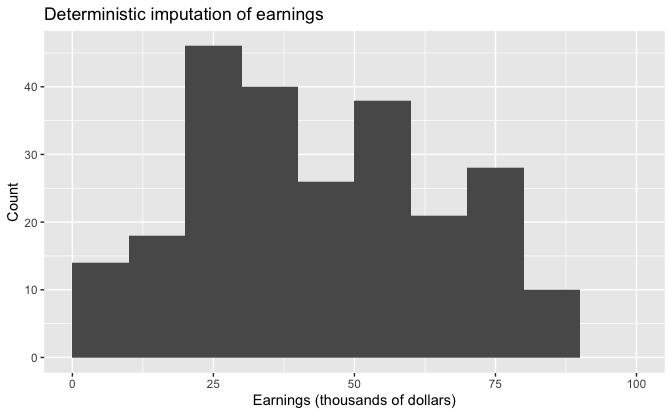 Deterministic imputation of earnings
40
30
20
10
0
Count
0 25 50 75 100
Earnings (thousands of dollars)